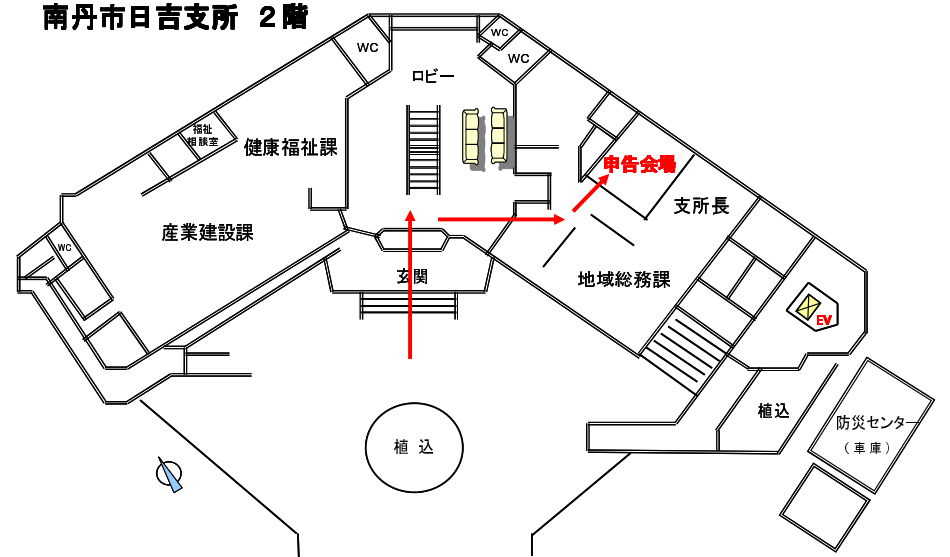 南丹市日吉支所 2階
WC
WC
WC
ロビー
福祉
相談室
健康福祉課
申告会場
支所長
産業建設課
WC
玄関
地域総務課
EV
植込
防災センター
(車庫)
植 込